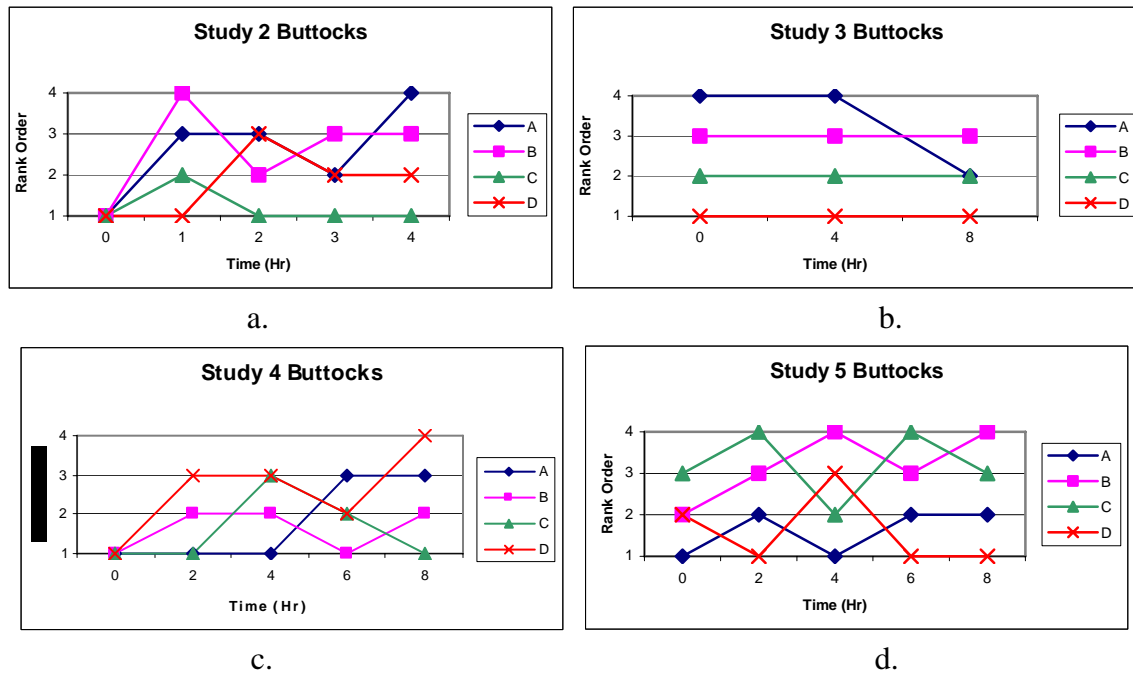 Study 2 Buttocks
Rank Order
4
3
2
1
0 1 2 3 4
Time (Hr)
A
B
C
D
a.
Study 3 Buttocks
Rank Order
4
3
2
1
0 4 8
Time (Hr)
A
B
C
D
b.
Study 4 Buttocks
4
3
2
1
0 2 4 6 8
Time (Hr)
A
B
C
D
c.
Study 5 Buttocks
Rank Order
4
3
2
1
0 2 4 6 8
Time (Hr)
A
B
C
D
d.